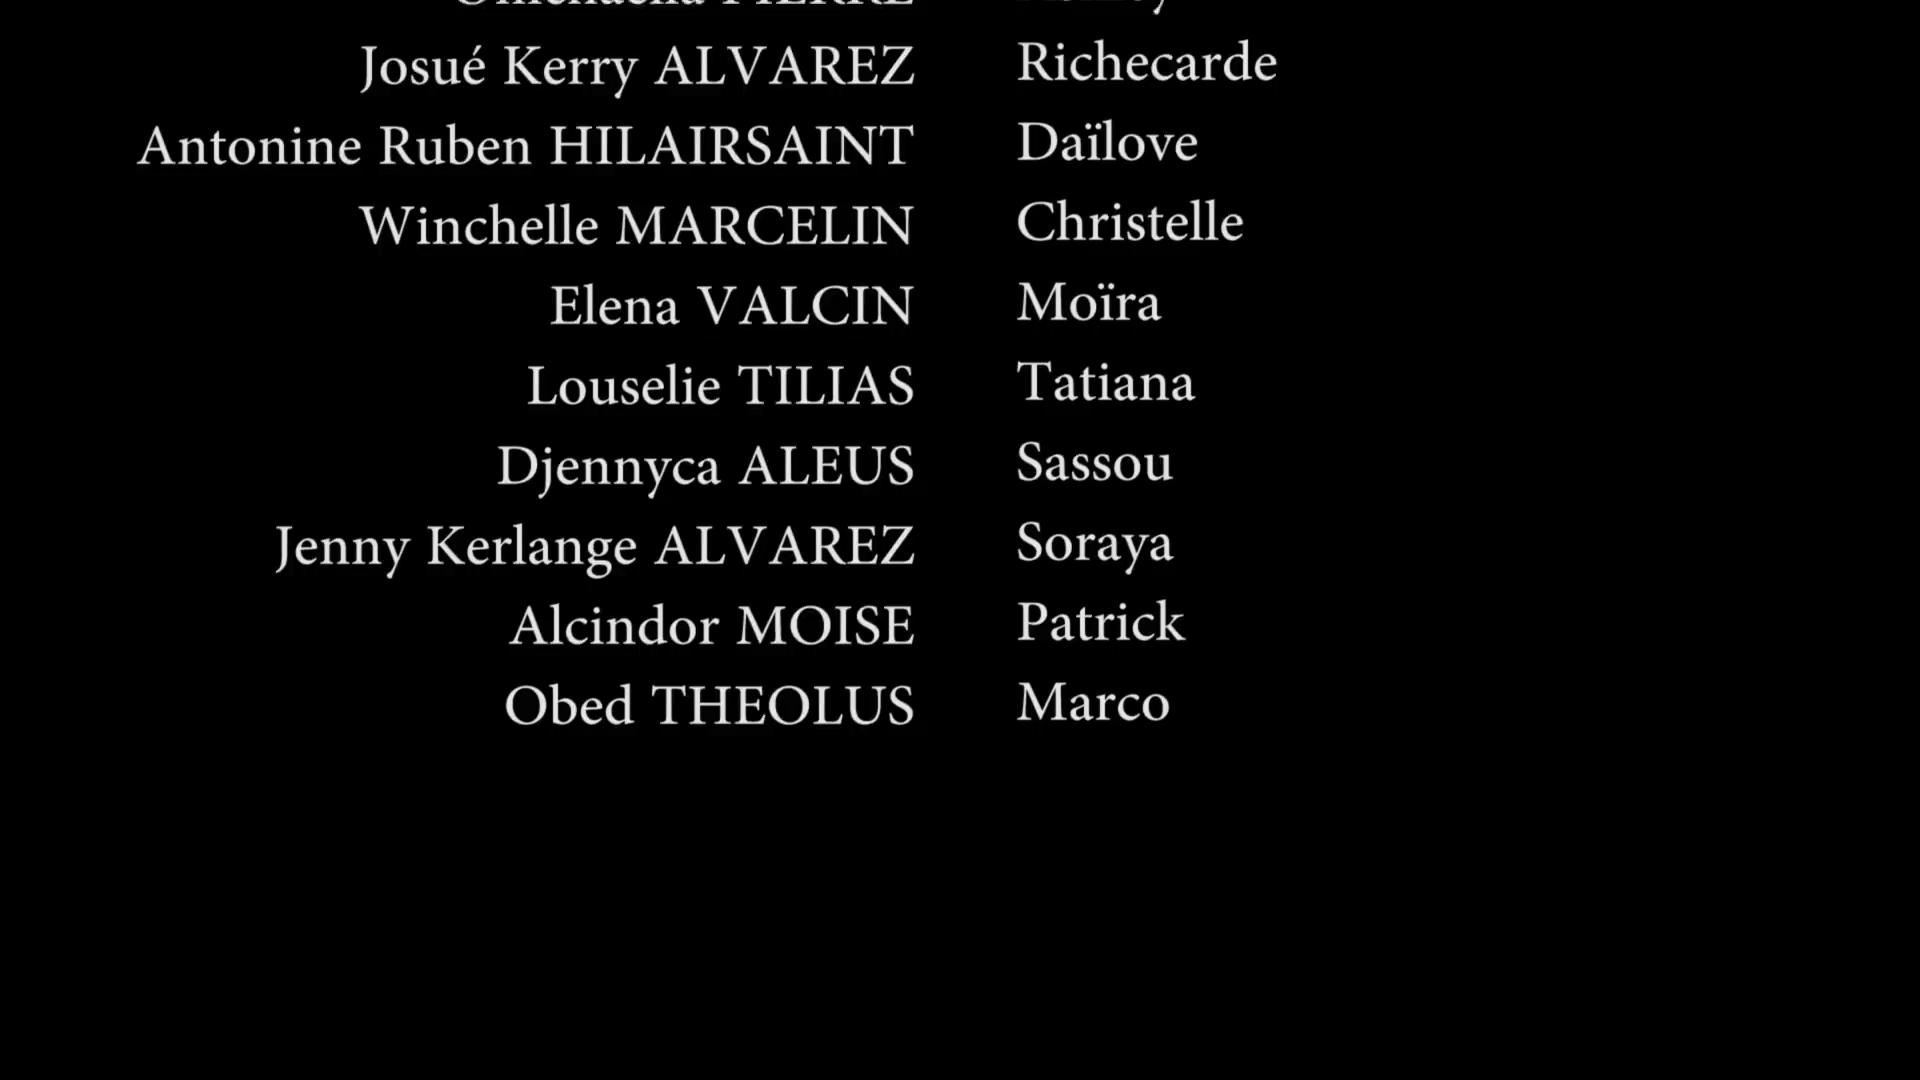 PIERRE
Josué Kerry ALVAREZ Richecarde
Antonine Ruben HILAIRSAINT Daïlove
Winchelle MARCELIN Christelle
Elena VALCIN Moïra
Louselie TILIAS Tatiana
Djennyca ALEUS Sassou
Jenny Kerlange ALVAREZ Soraya
Alcindor MOISE Patrick
Obed THEOLUS Marco